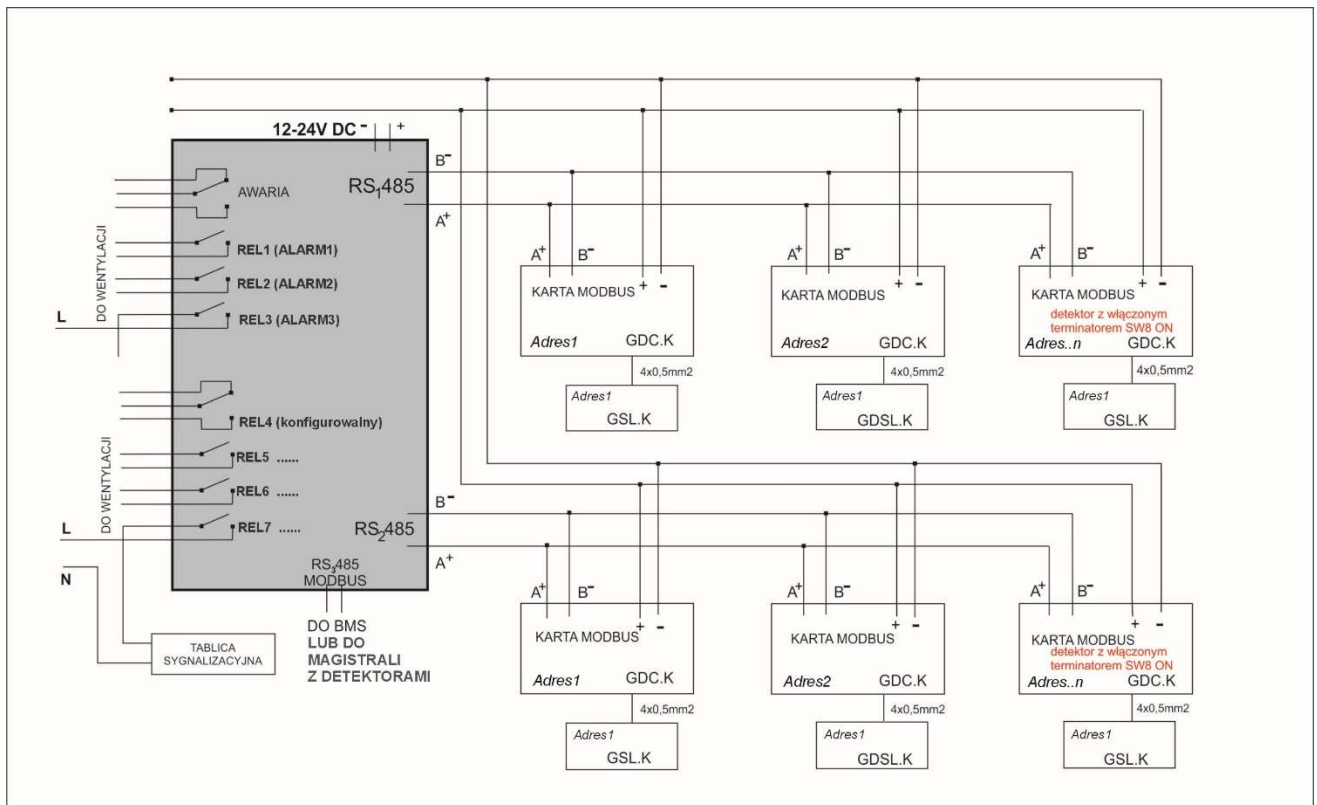 12-24V DC - +
AWARIA
RS1485
B-
A+
REL1 (ALARM1)
REL2 (ALARM2)
REL3 (ALARM3)
DO WENTYLACJI
L
REL4 (konfigurowalny)
REL5 ......
REL6 ......
REL7 ......
DO WENTYLACJI
L
N
RS2485
B-
A+
RS3485
MODBUS
DO BMS
LUB DO
MAGISTRALI
Z DETEKTORAMI
TABLICA
SYGNALIZACYJNA
A+ B-
KARTA MODBUS + -
Adres1 GDC.K
4x0,5mm2
Adres1
GSL.K
A+ B-
KARTA MODBUS + -
Adres2 GDC.K
4x0,5mm2
Adres1
GDSL.K
A+ B-
+ -
KARTA MODBUS
detektor z włączonym
terminatorem SW8 ON
Adres..n GDC.K
4x0,5mm2
Adres1
GSL.K
A+ B-
+ -
KARTA MODBUS
Adres1 GDC.K
4x0,5mm2
Adres1
GSL.K
A+ B-
+ -
KARTA MODBUS
Adres2 GDC.K
4x0,5mm2
Adres1
GDSL.K
A+ B-
+ -
KARTA MODBUS
detektor z włączonym
terminatorem SW8 ON
Adres..n GDC.K
4x0,5mm2
Adres1
GSL.K